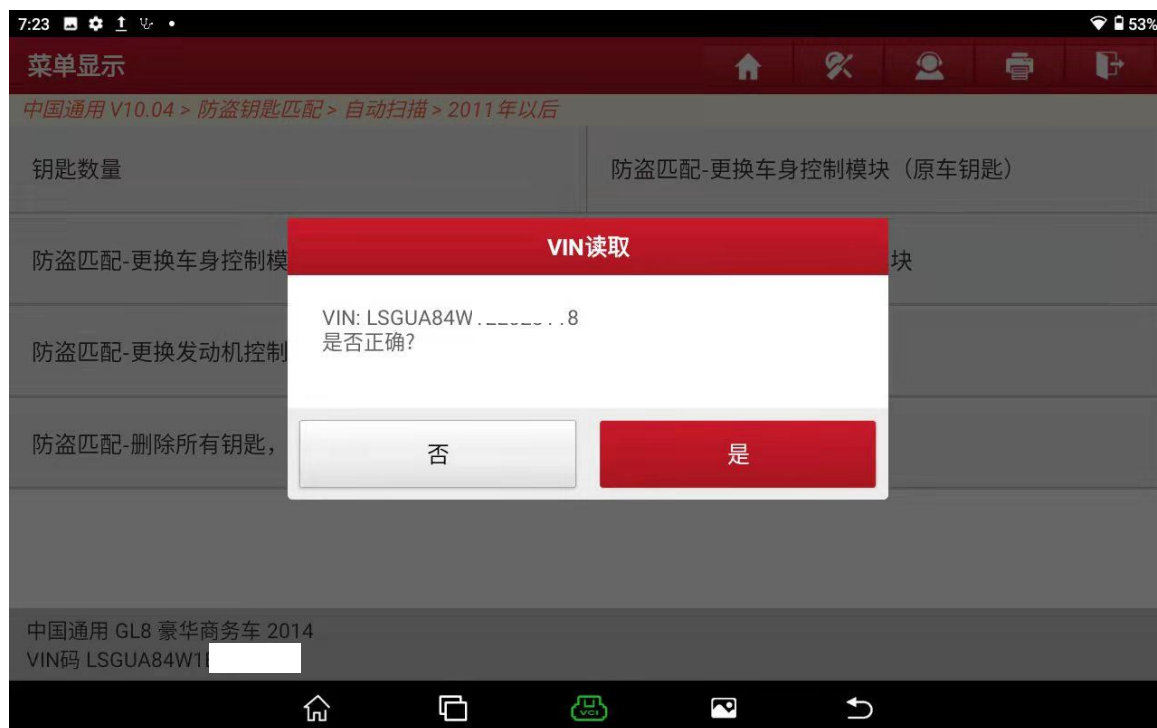 7:23
53%
菜单显示
中国通用 V10.04 > 防盗钥匙匹配 > 自动扫描 > 2011年以后
钥匙数量
防盗匹配-更换车身控制模块（原车钥匙）
防盗匹配-更换车身控制模
块
VIN读取
VIN: LSGUA84W
8
是否正确?
防盗匹配-更换发动机控制
防盗匹配-删除所有钥匙，
否
是
中国通用 GL8 豪华商务车 2014
VIN码 LSGUA84W1
VCI